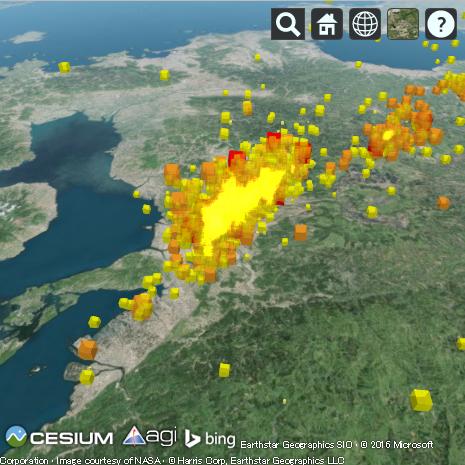 ?
CESIUM agi bing Earthstar Geographics SIO • © 2016 Microsoft
Corporation • Image courtesy of NASA • © Harris Corp, Earthstar Geographics LLC